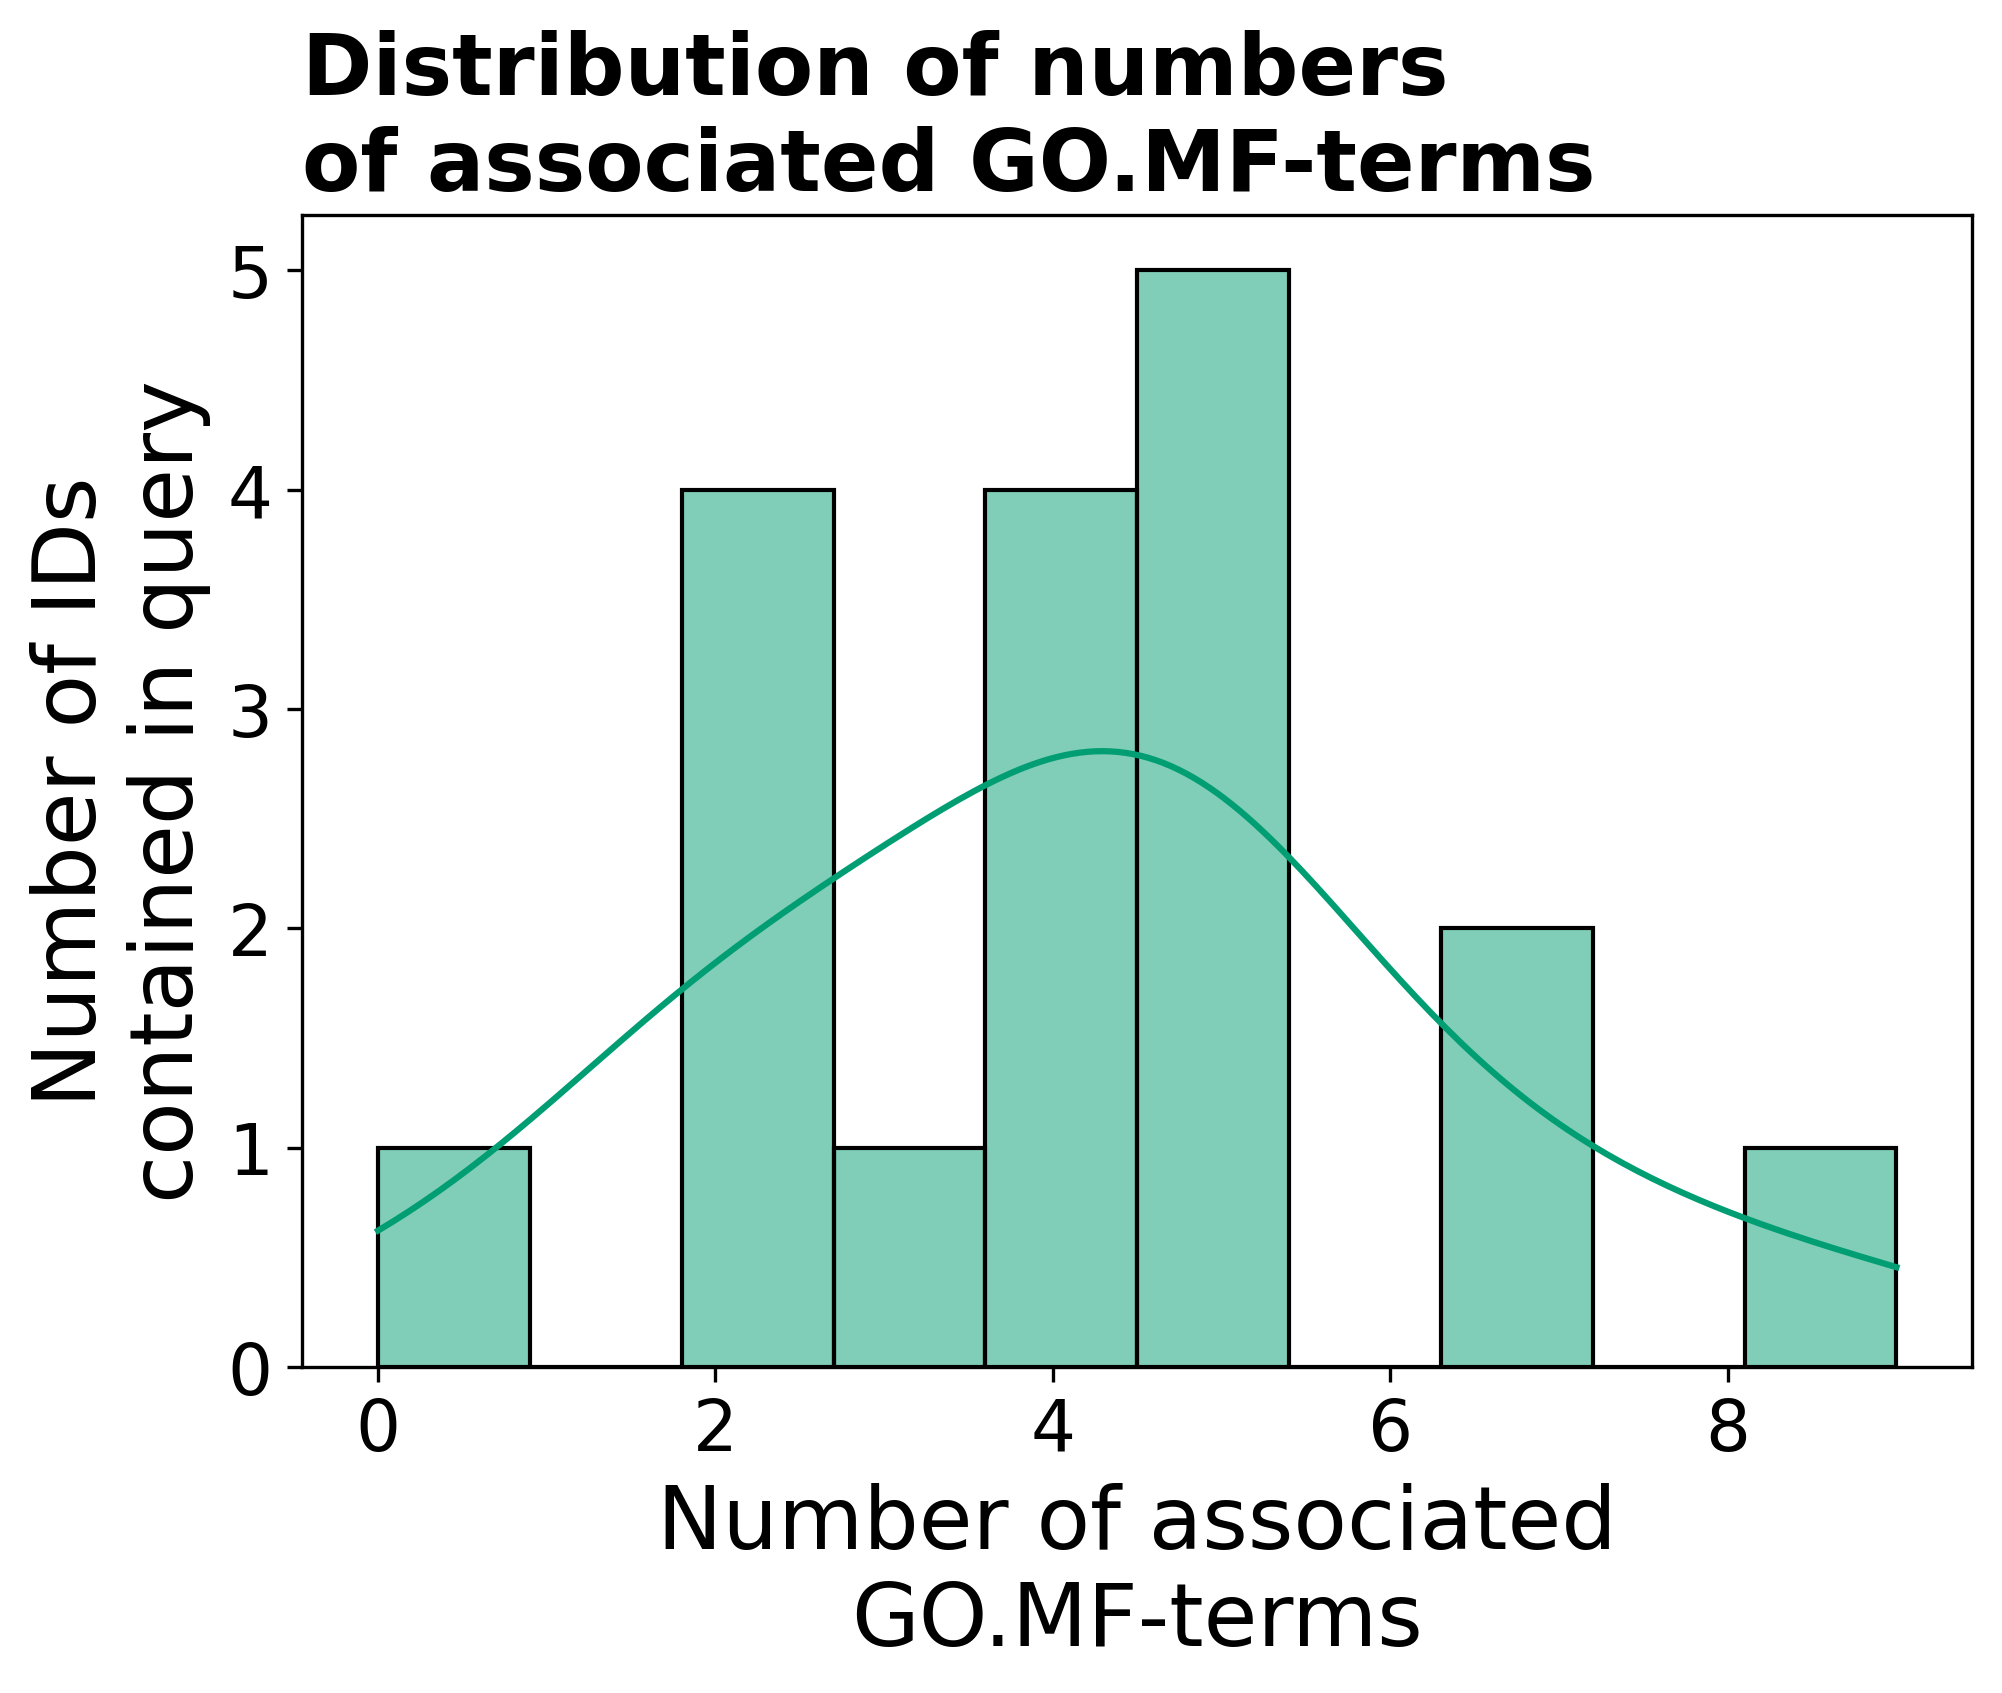 Distribution of numbers
of associated GO.MF-terms
Number of IDs
contained in query
5
4
3
2
1
0
0 2 4 6 8
Number of associated
GO.MF-terms